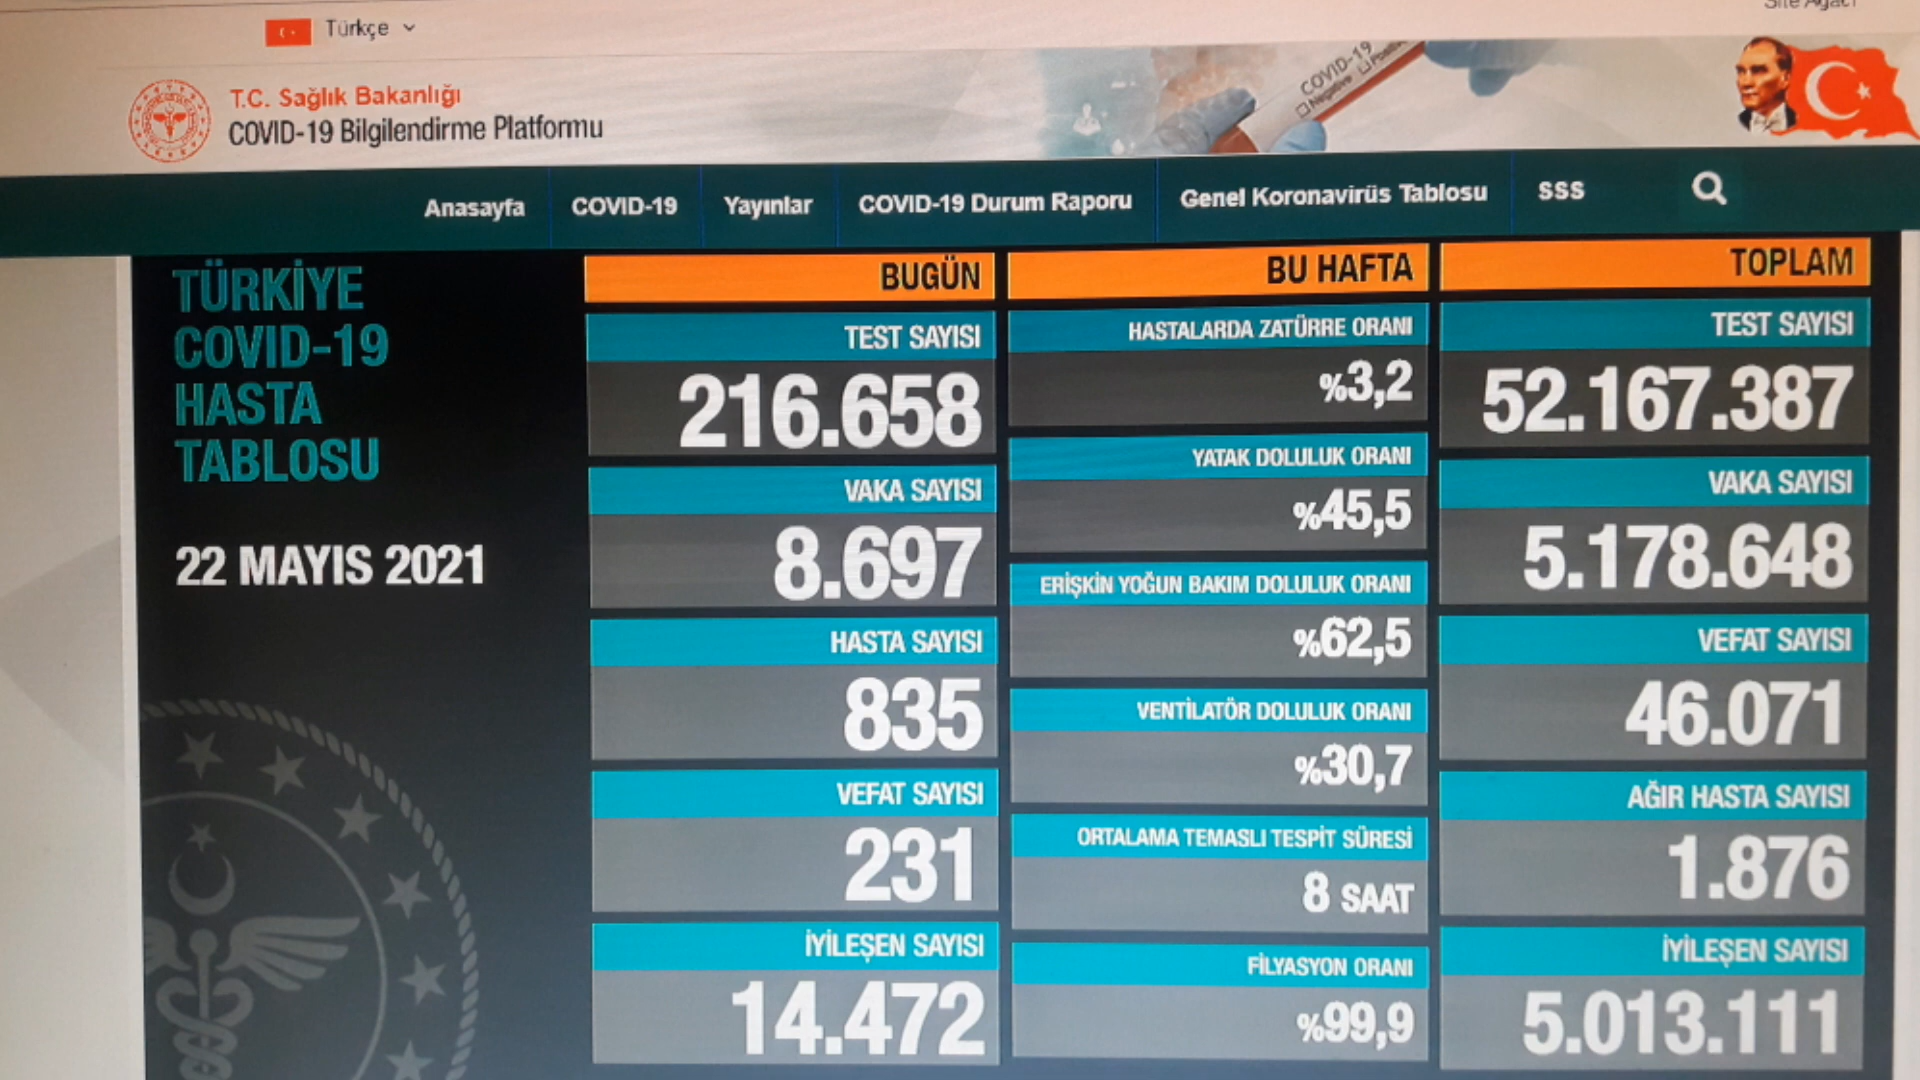 Türkçe
T.C. Sağlık Bakanlığı
COVID-19 Bilgilendirme Platformu
COVID-19
Negative
Anasayfa COVID-19 Yayınlar COVID-19 Durum Raporu Genel Koronavirüs Tablosu SSS
TÜRKİYE
COVID-19
HASTA
TABLOSU
22 MAYIS 2021
BUGÜN
TEST SAYISI
216.658
VAKA SAYISI
8.697
HASTA SAYISI
835
VEFAT SAYISI
231
İYİLEŞEN SAYISI
14.472
BU HAFTA
HASTALARDA ZATÜRRE ORANI
%3,2
YATAK DOLULUK ORANI
%45,5
ERİŞKİN YOĞUN BAKIM DOLULUK ORANI
%62,5
VENTİLATÖR DOLULUK ORANI
%30,7
ORTALAMA TEMASLI TESPİT SÜRESİ
8 SAAT
FİLYASYON ORANI
%99,9
TOPLAM
TEST SAYISI
52.167.387
VAKA SAYISI
5.178.648
VEFAT SAYISI
46.071
AĞIR HASTA SAYISI
1.876
İYİLEŞEN SAYISI
5.013.111